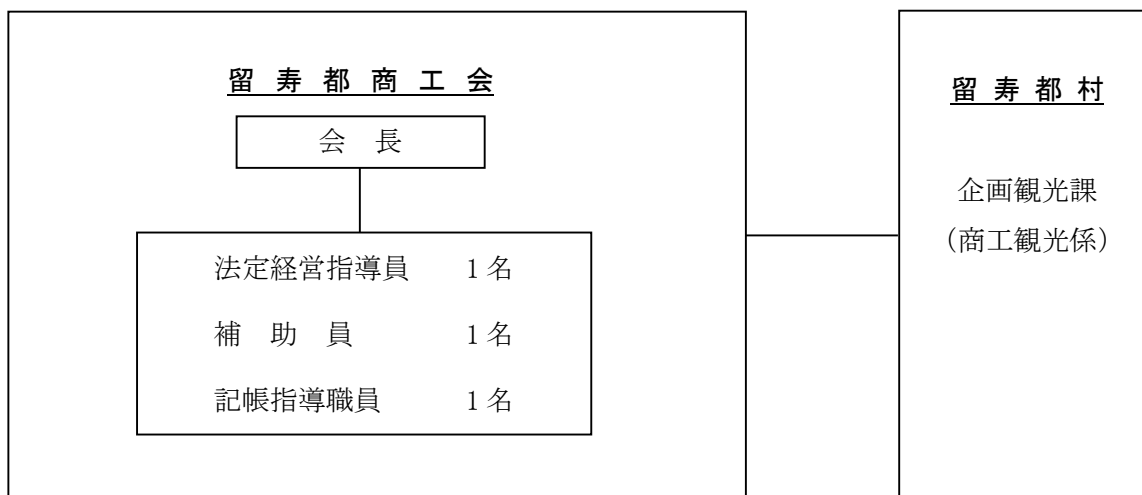 留寿都商工会
会　長
法定経営指導員　　1名
補　助　員　　1名
記帳指導職員　　1名
留寿都村
企画観光課
（商工観光係）